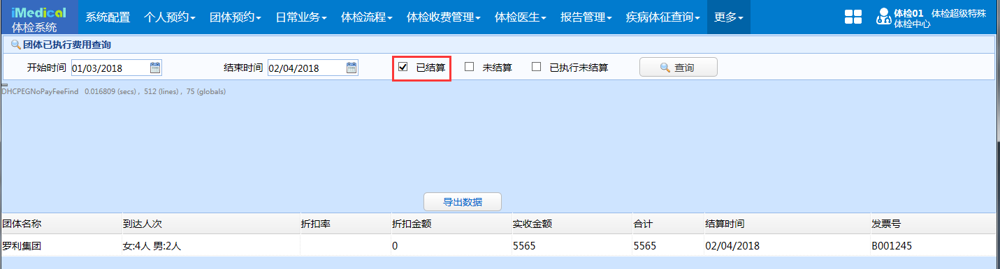 iMedical
体检系统
系统配置 个人预约 团体预约 日常业务 体检流程 体检收费管理 体检医生 报告管理 疾病体征查询 更多
体检01 体检超级特殊
体检中心
团体已执行费用查询
开始时间 01/03/2018 结束时间 02/04/2018 已结算 未结算 已执行未结算 查询
DHCPEGNoPayFeeFind 0.016809 (secs) , 512 (lines) , 75 (globals)
导出数据
团体名称 到达人次 折扣率 折扣金额 实收金额 合计 结算时间 发票号
罗利集团 女:4人 男:2人 0 5565 5565 02/04/2018 B001245